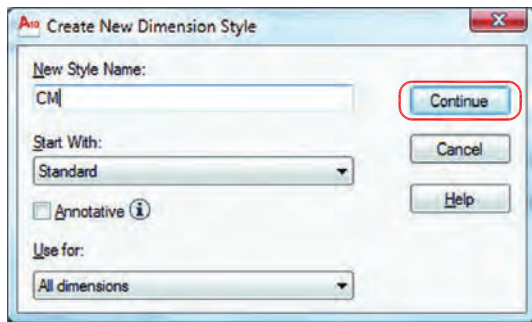 A10 Create New Dimension Style
New Style Name:
CM
Continue
Start With:
Cancel
Standard
Help
Annotative
Use for:
All dimensions